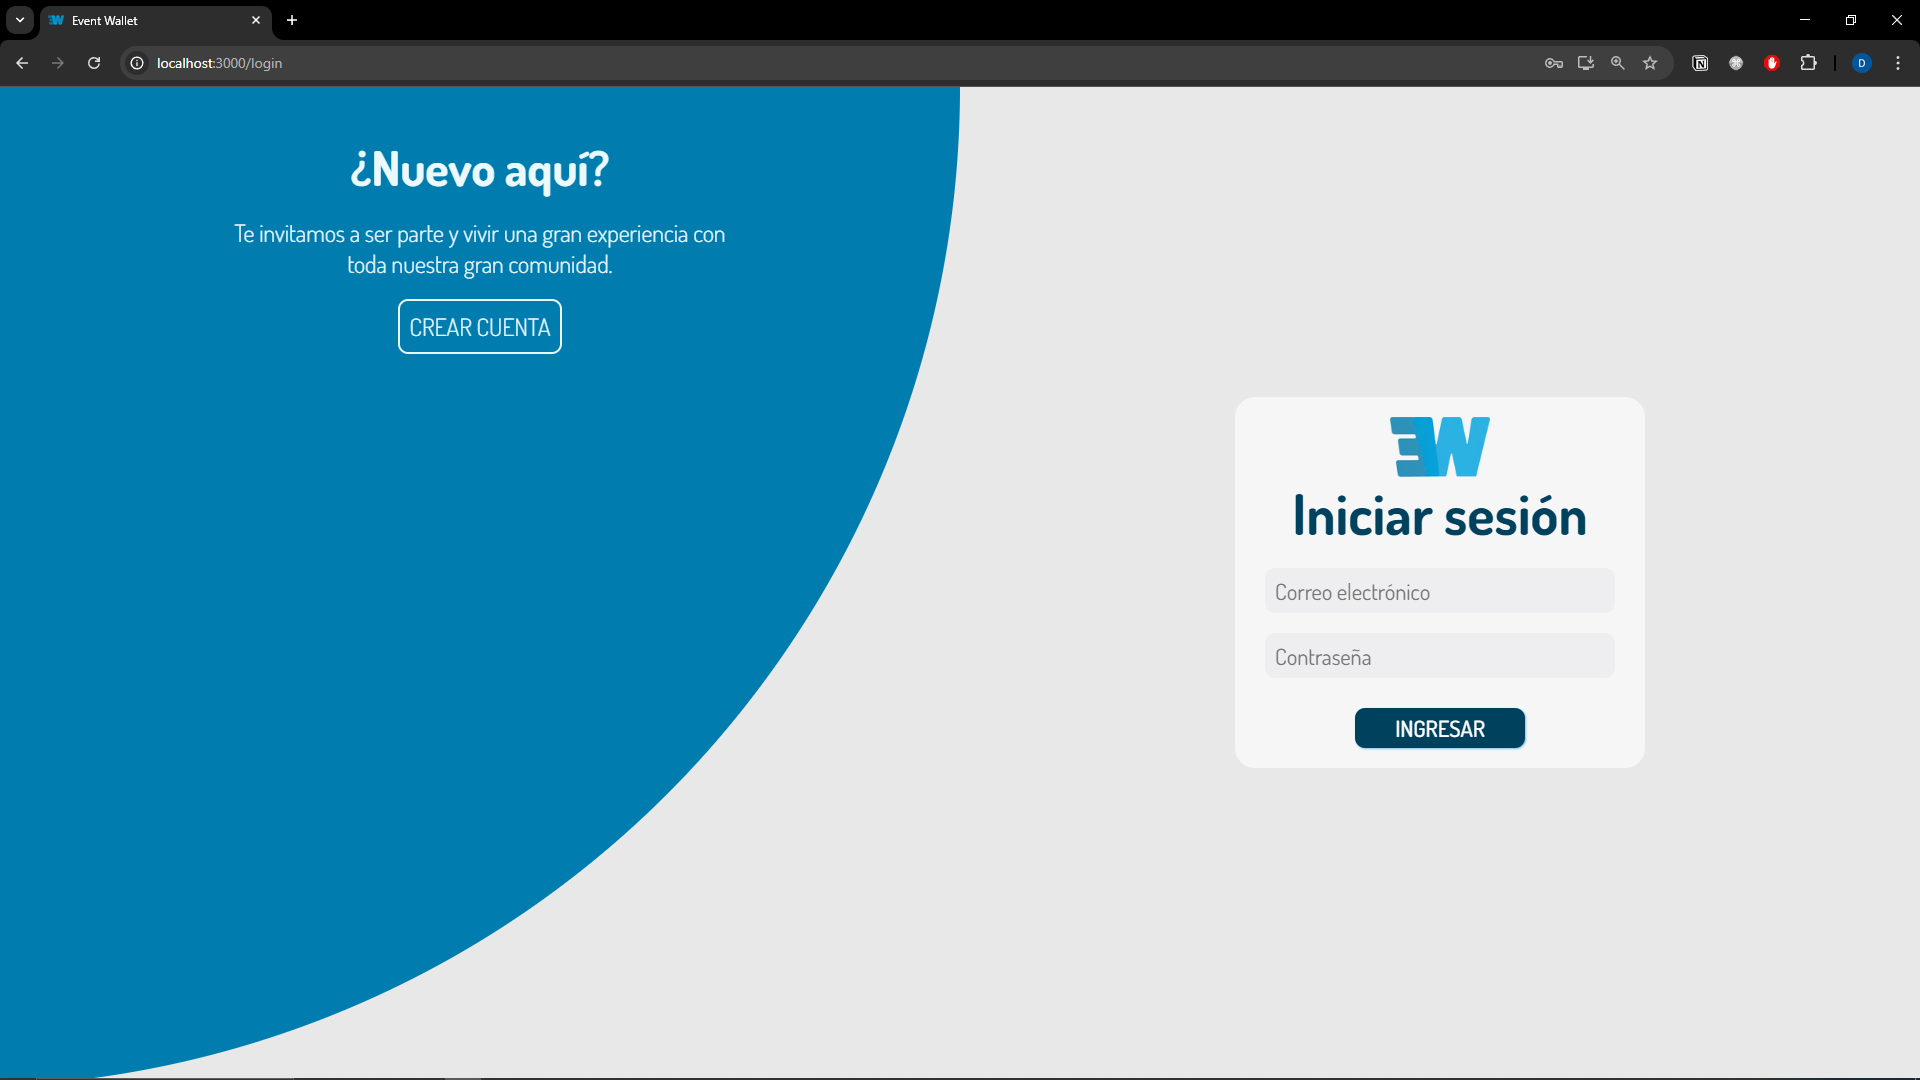 Event Wallet
localhost:3000/login
D
¿Nuevo aquí?
Te invitamos a ser parte y vivir una gran experiencia con
toda nuestra gran comunidad.
CREAR CUENTA
EW
Iniciar sesión
Correo electrónico
Contraseña
INGRESAR